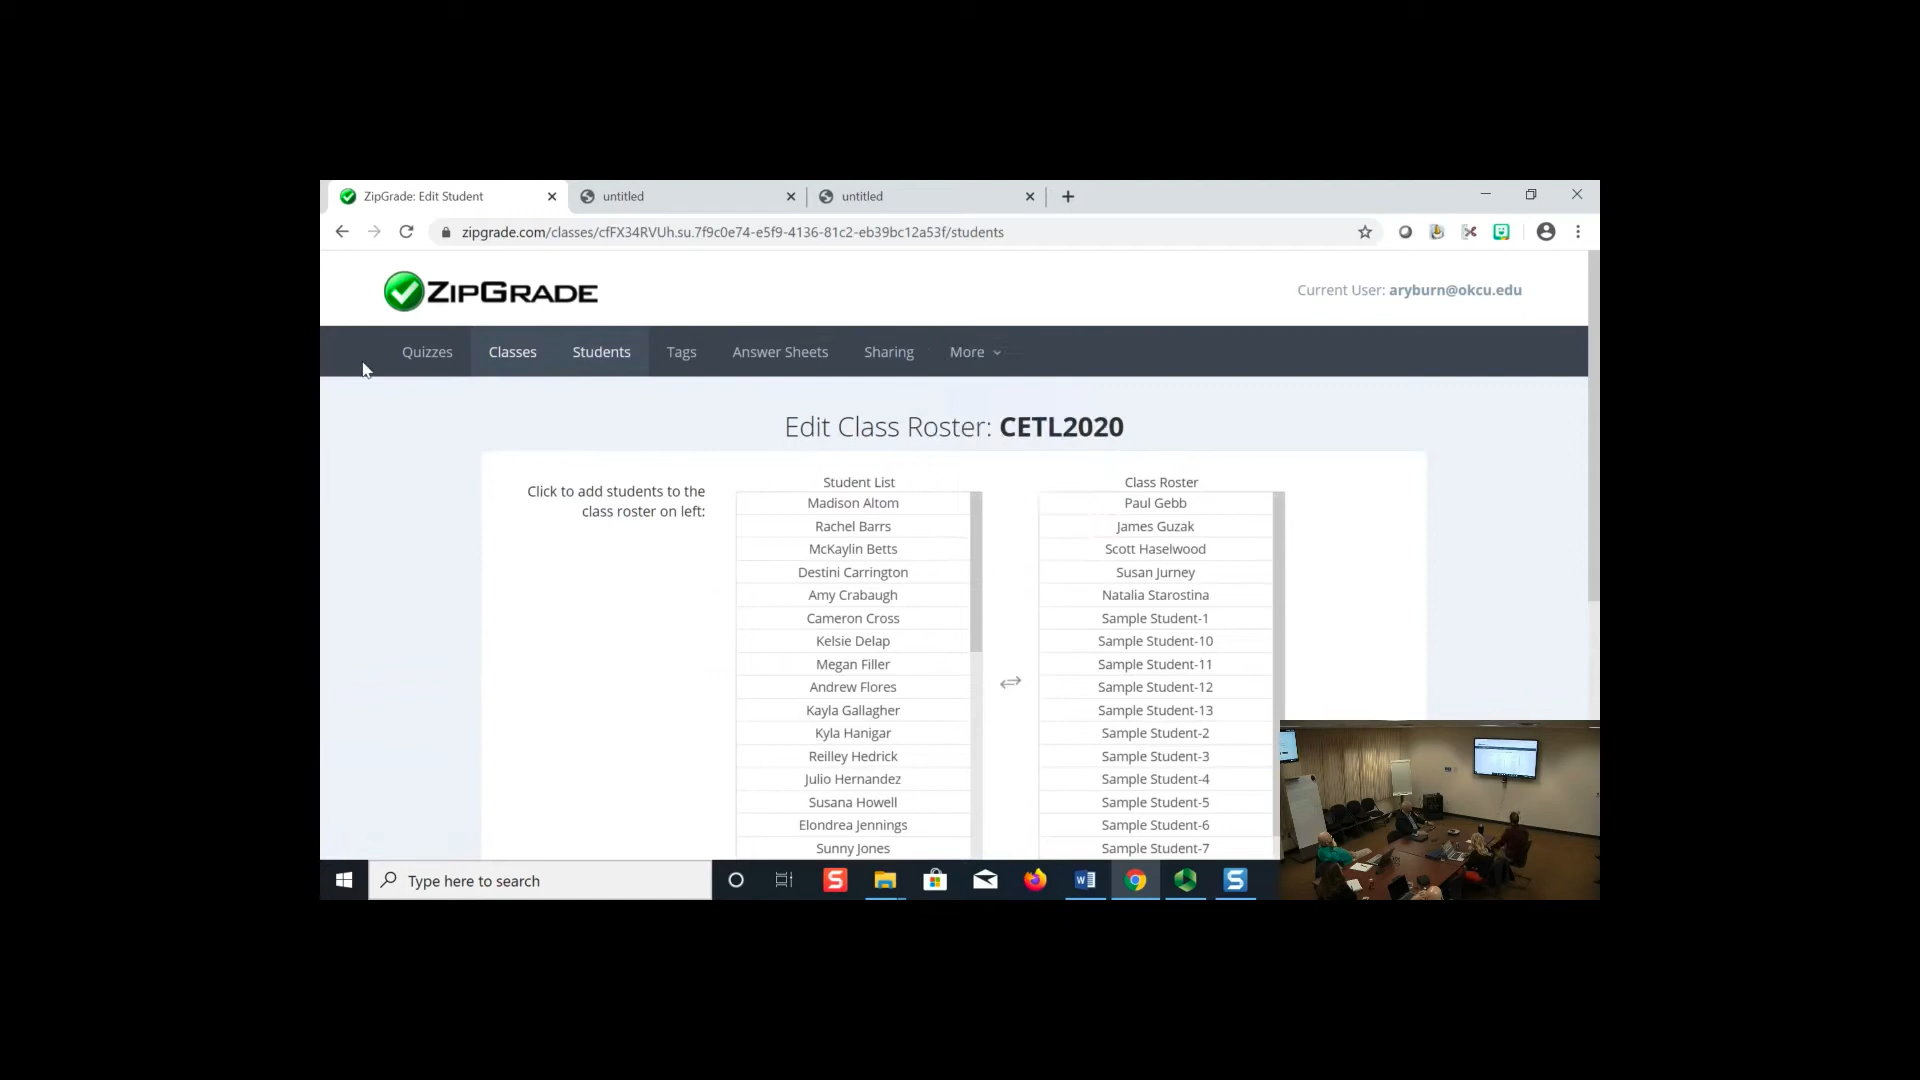 ZipGrade: Edit Student
untitled
untitled
zipgrade.com/classes/cfFX34RVUh.su.7f9c0e74-e5f9-4136-81c2-eb39bc12a53f/students
ZIPGRADE
Current User: aryburn@okcu.edu
Quizzes
Classes
Students
Tags
Answer Sheets
Sharing
More
Edit Class Roster: CETL2020
Click to add students to the
class roster on left:
Student List
Madison Altom
Rachel Barrs
McKaylin Betts
Destini Carrington
Amy Crabaugh
Cameron Cross
Kelsie Delap
Megan Filler
Andrew Flores
Kayla Gallagher
Kyla Hanigar
Reilley Hedrick
Julio Hernandez
Susana Howell
Elondrea Jennings
Sunny Jones
Class Roster
Paul Gebb
James Guzak
Scott Haselwood
Susan Jurney
Natalia Starostina
Sample Student-1
Sample Student-10
Sample Student-11
Sample Student-12
Sample Student-13
Sample Student-2
Sample Student-3
Sample Student-4
Sample Student-5
Sample Student-6
Sample Student-7
Type here to search